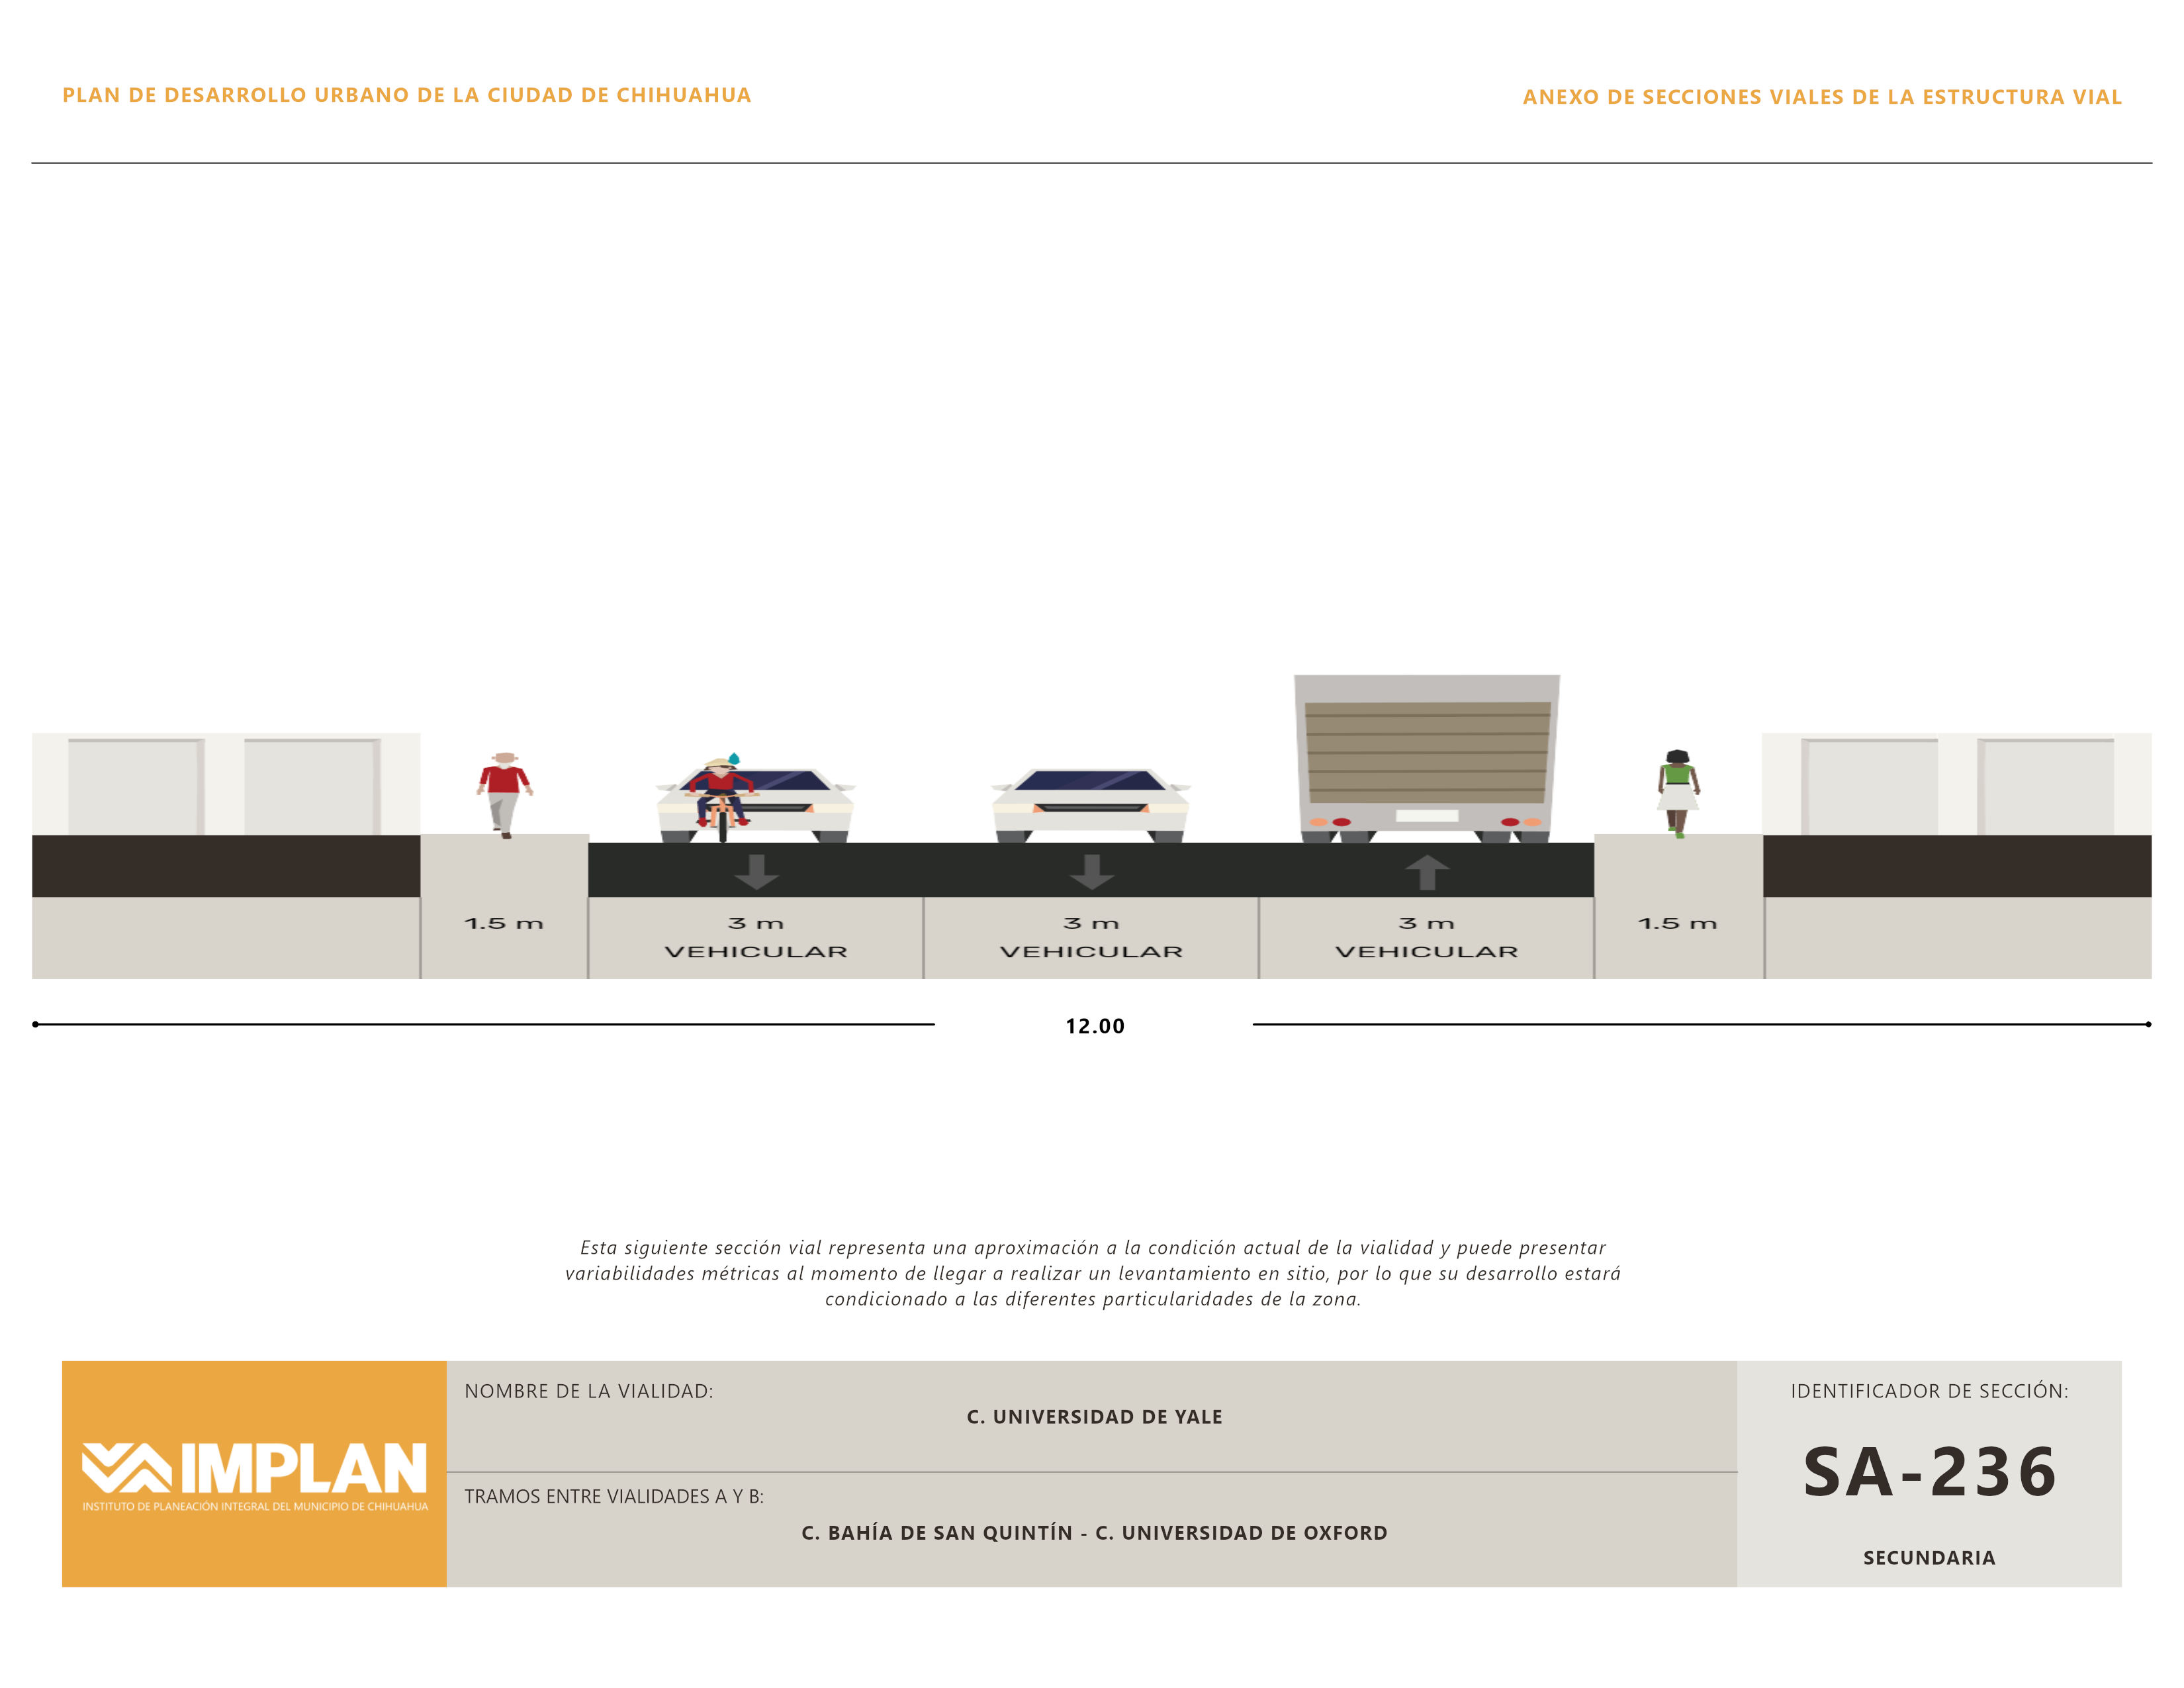 PLAN DE DESARROLLO URBANO DE LA CIUDAD DE CHIHUAHUA
ANEXO DE SECCIONES VIALES DE LA ESTRUCTURA VIAL
1.5 m
3 m
VEHICULAR
3 m
VEHICULAR
3 m
VEHICULAR
1.5 m
12.00
Esta siguiente sección vial representa una aproximación a la condición actual de la vialidad y puede presentar
variabilidades métricas al momento de llegar a realizar un levantamiento en sitio, por lo que su desarrollo estará
condicionado a las diferentes particularidades de la zona.
IMPLAN
INSTITUTO DE PLANEACIÓN INTEGRAL DEL MUNICIPIO DE CHIHUAHUA
NOMBRE DE LA VIALIDAD:
C. UNIVERSIDAD DE YALE
TRAMOS ENTRE VIALIDADES A Y B:
C. BAHÍA DE SAN QUINTÍN - C. UNIVERSIDAD DE OXFORD
IDENTIFICADOR DE SECCIÓN:
SA-236
SECUNDARIA